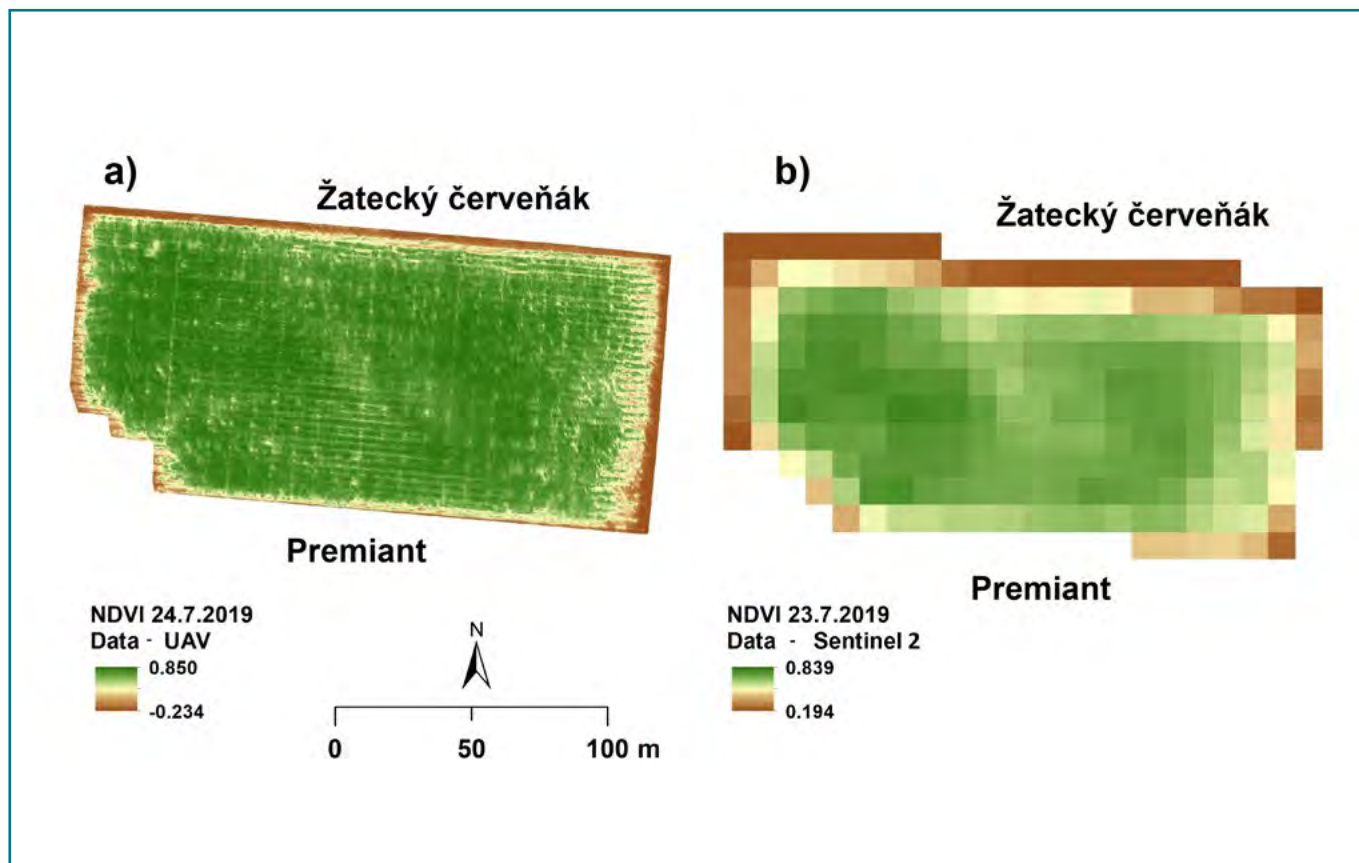 a)
Žatecký červeňák
b)
Žatecký červeňák
Premiant
Premiant
NDVI 24.7.2019
Data - UAV
0.850
-0.234
N
0 50 100 m
NDVI 23.7.2019
Data - Sentinel 2
0.839
0.194